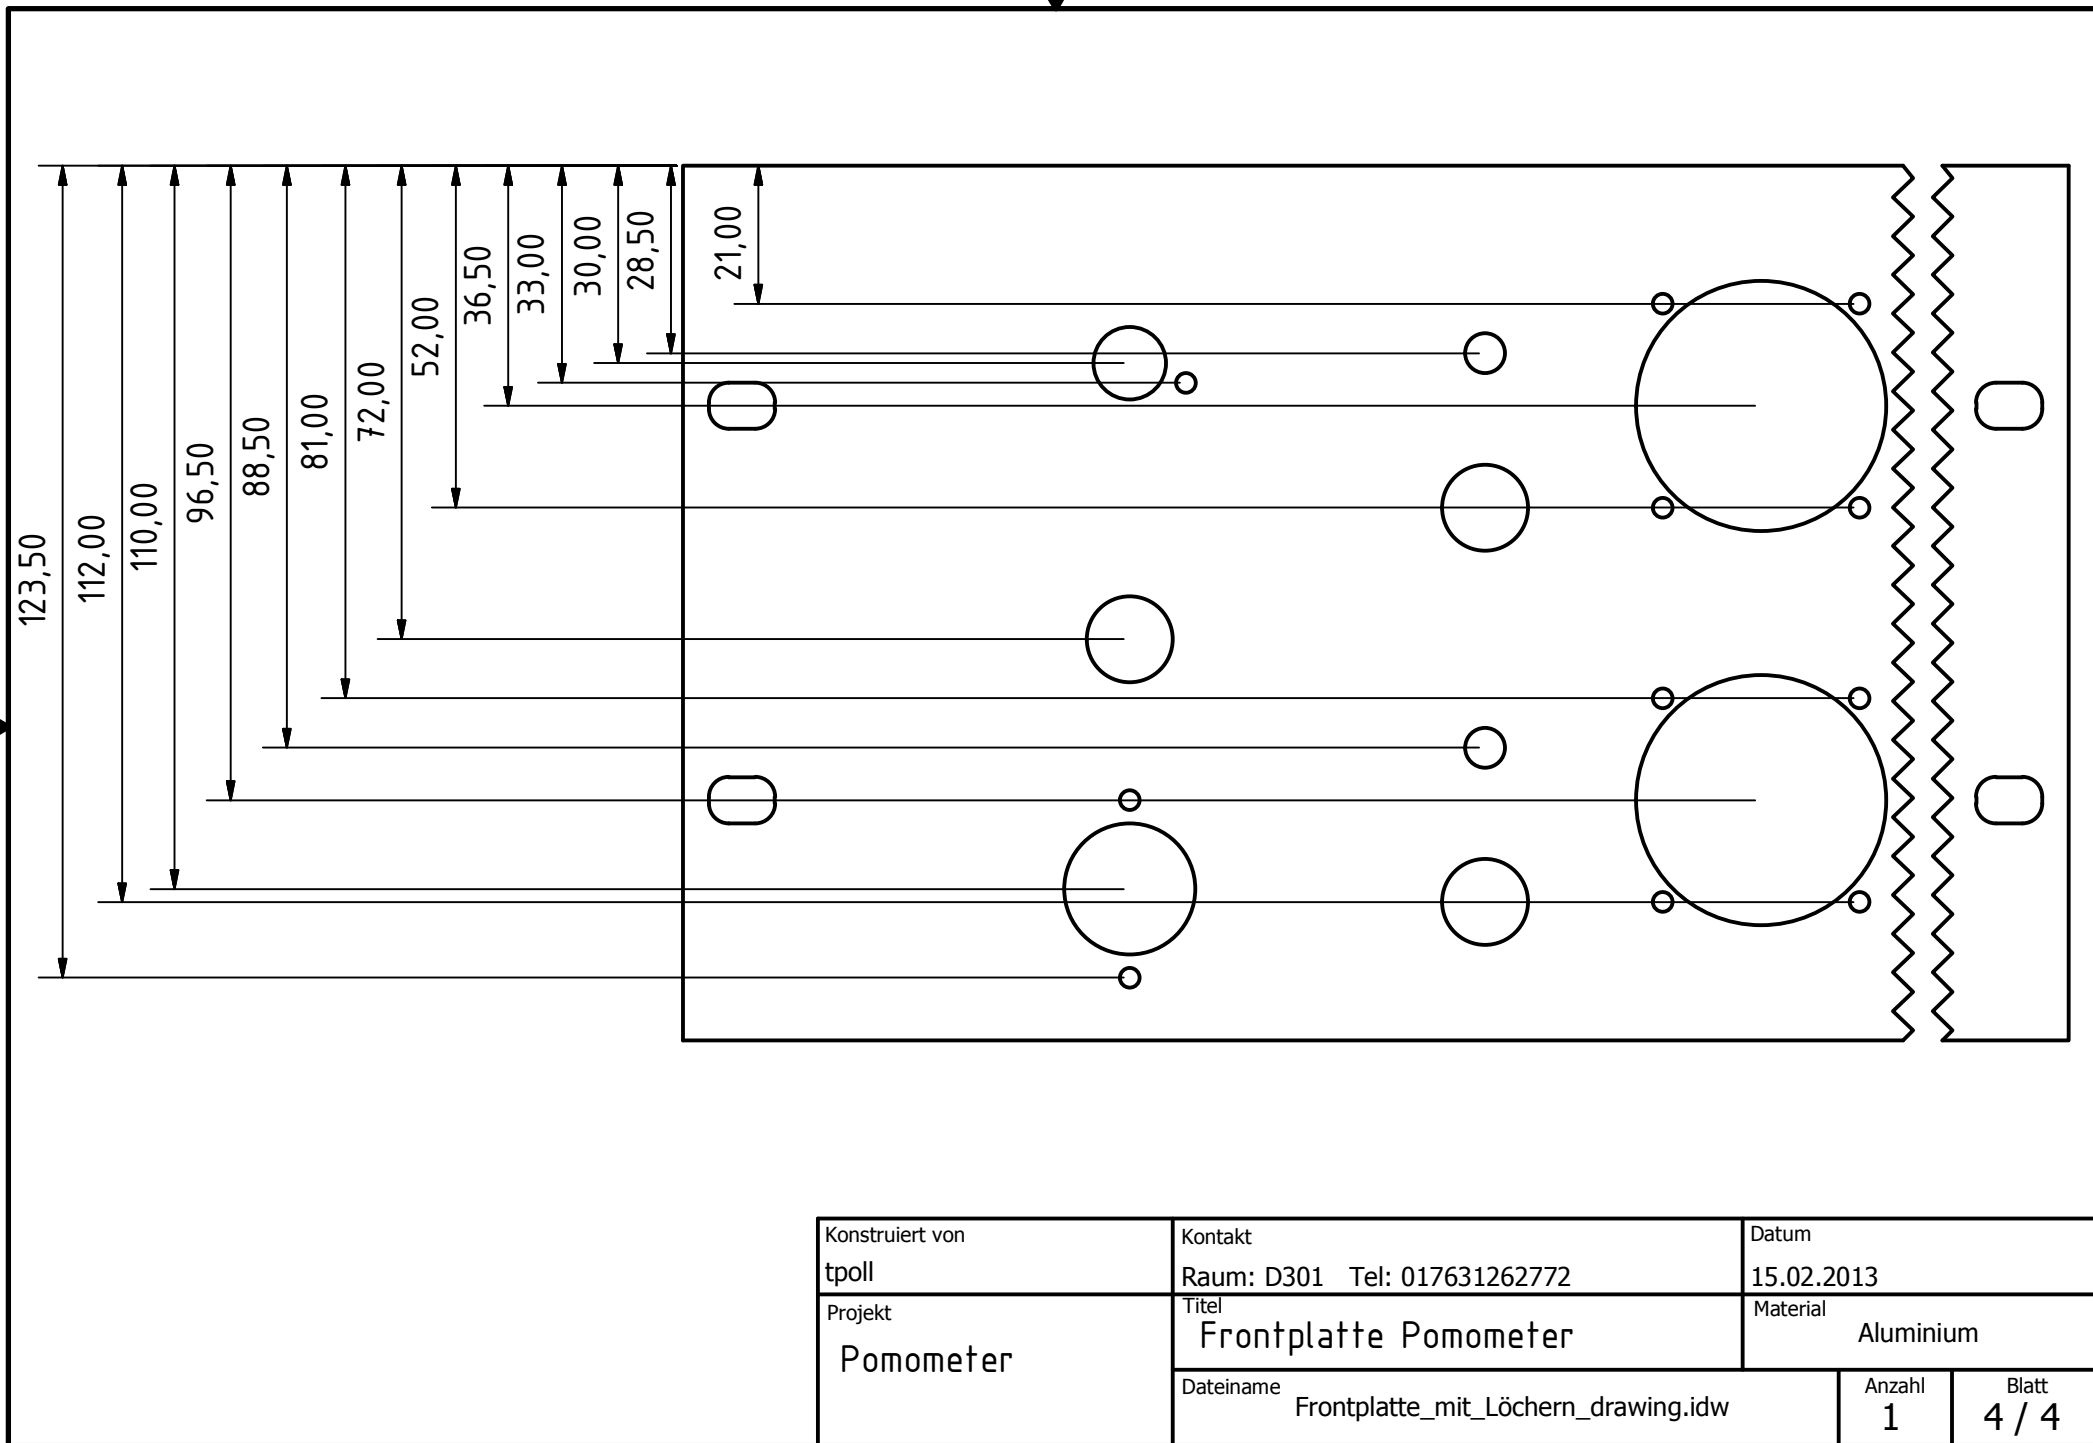 123,50
112,00
110,00
96,50
88,50
81,00
72,00
52,00
36,50
33,00
30,00
28,50
21,00
Konstruiert von
tpoll
Kontakt
Raum: D301 Tel: 017631262772
Datum
15.02.2013
Projekt
Pomometer
Titel
Frontplatte Pomometer
Material
Aluminium
Dateiname
Frontplatte_mit_Löchern_drawing.idw
Anzahl
1
Blatt
4 / 4